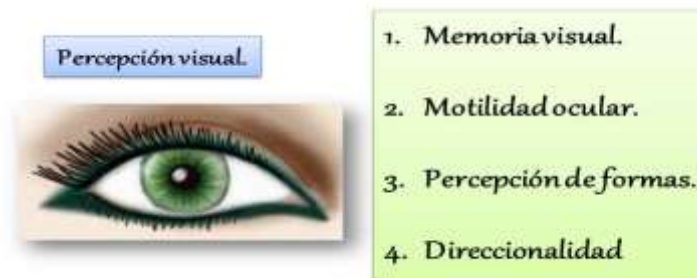 Percepción visual.
1. Memoria visual.
2. Motilidad ocular.
3. Percepción de formas.
4. Direccionalidad